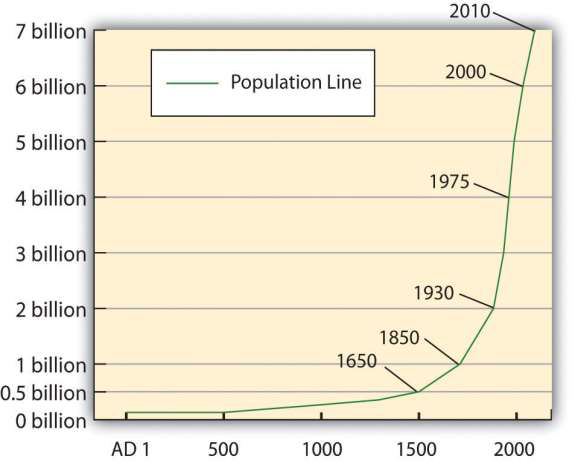 2010
7 billion
Population Line
2000
6 billion
5 billion
1975
4 billion
3 billion
1930
2 billion
1850
1 billion
1650
0.5 billion
0 billion
AD 1 500 1000 1500 2000